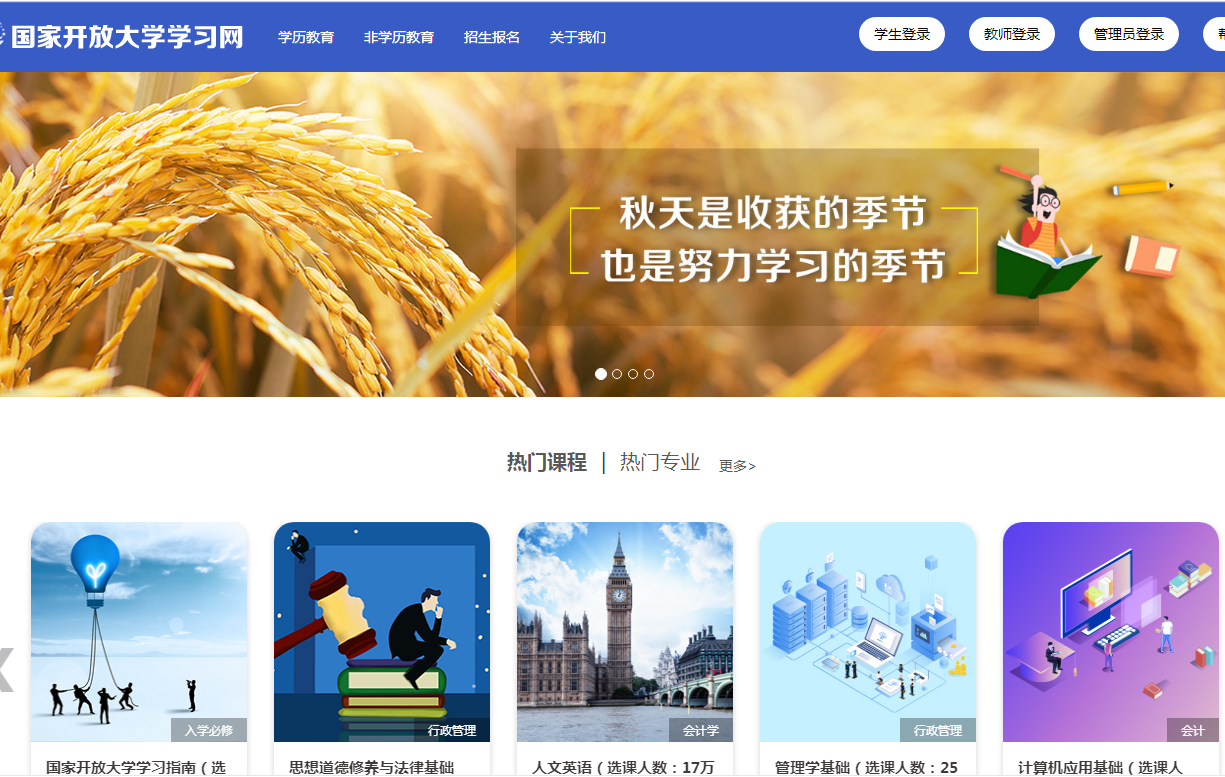 国家开放大学学习网
学历教育 非学历教育 招生报名 关于我们
学生登录 教师登录 管理员登录
秋天是收获的季节
也是努力学习的季节
热门课程 | 热门专业 更多>
入学必修 行政管理 会计学 行政管理 会计
国家开放大学学习指南（选 思想道德修养与法律基础 人文英语（选课人数：17万 管理学基础（选课人数：25 计算机应用基础（选课人